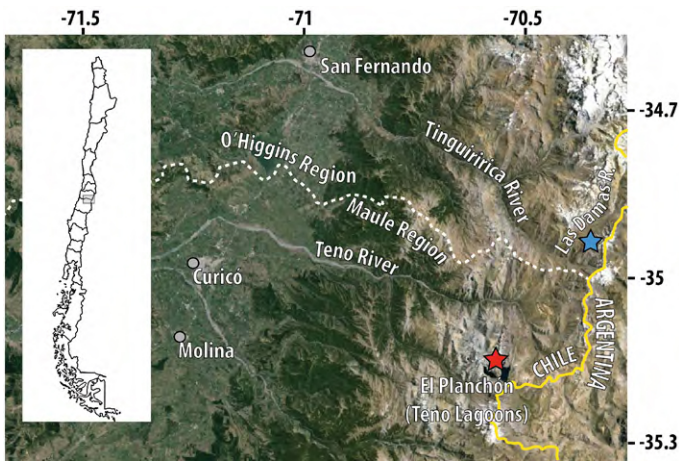 -71.5
-71
-70.5
San Fernando
-34.7
O´Higgins Region
Tinguiririca River
Las Damas R.
Maule Region
Teno River
Curicó
-35
ARGENTINA
Molina
CHILE
El Planchon
(Teno Lagoons)
-35.3